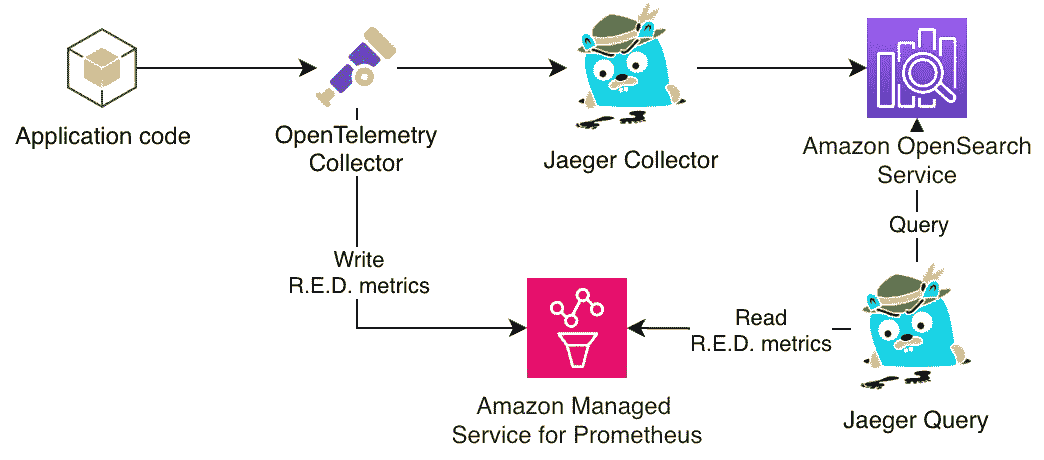 Application code
OpenTelemetry
Collector
Jaeger Collector
Amazon OpenSearch
Service
Query
Write
R.E.D. metrics
Read
R.E.D. metrics
Amazon Managed
Service for Prometheus
Jaeger Query